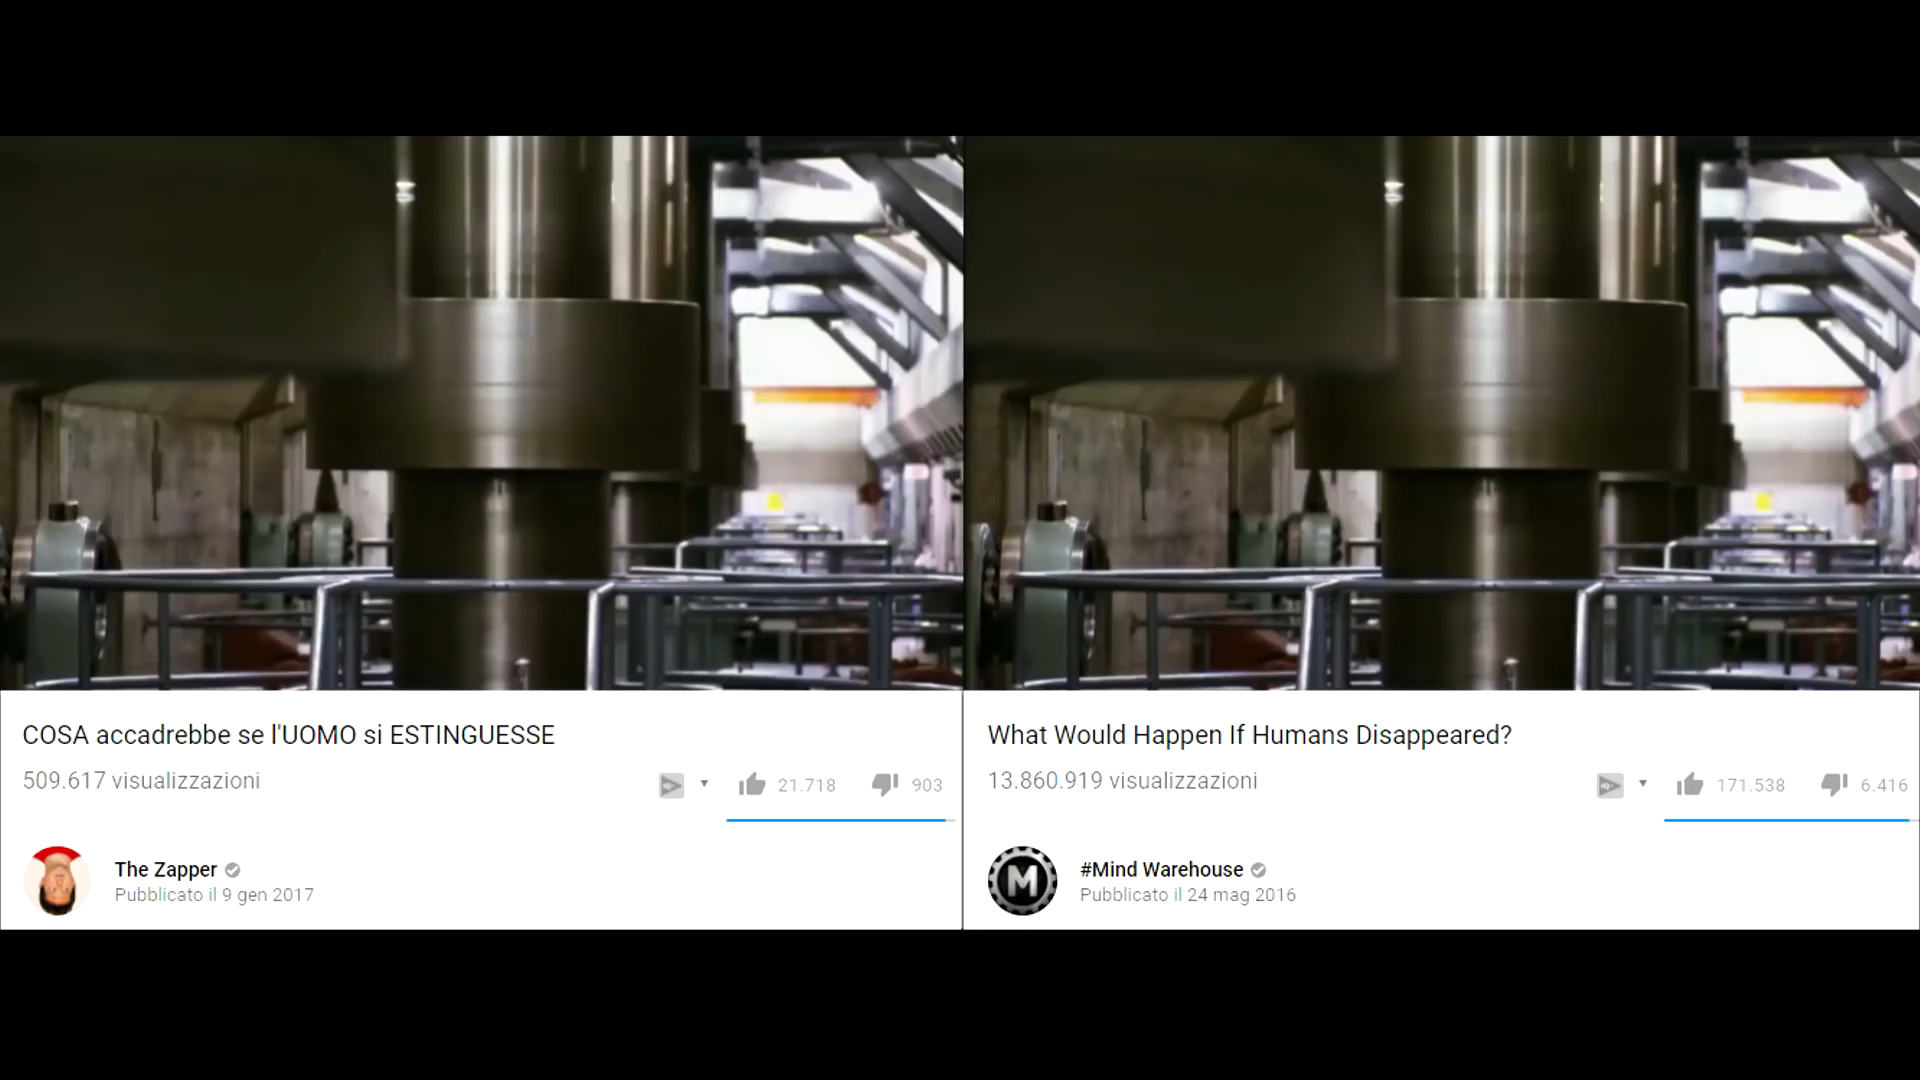 COSA accadrebbe se l'UOMO si ESTINGUESSE
509.617 visualizzazioni
21.718
903
The Zapper
Pubblicato il 9 gen 2017
What Would Happen If Humans Disappeared?
13.860.919 visualizzazioni
171.538
6.416
M
#Mind Warehouse
Pubblicato il 24 mag 2016